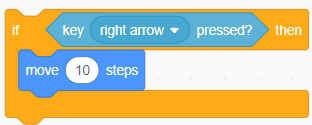 if key right arrow pressed? then
move 10 steps